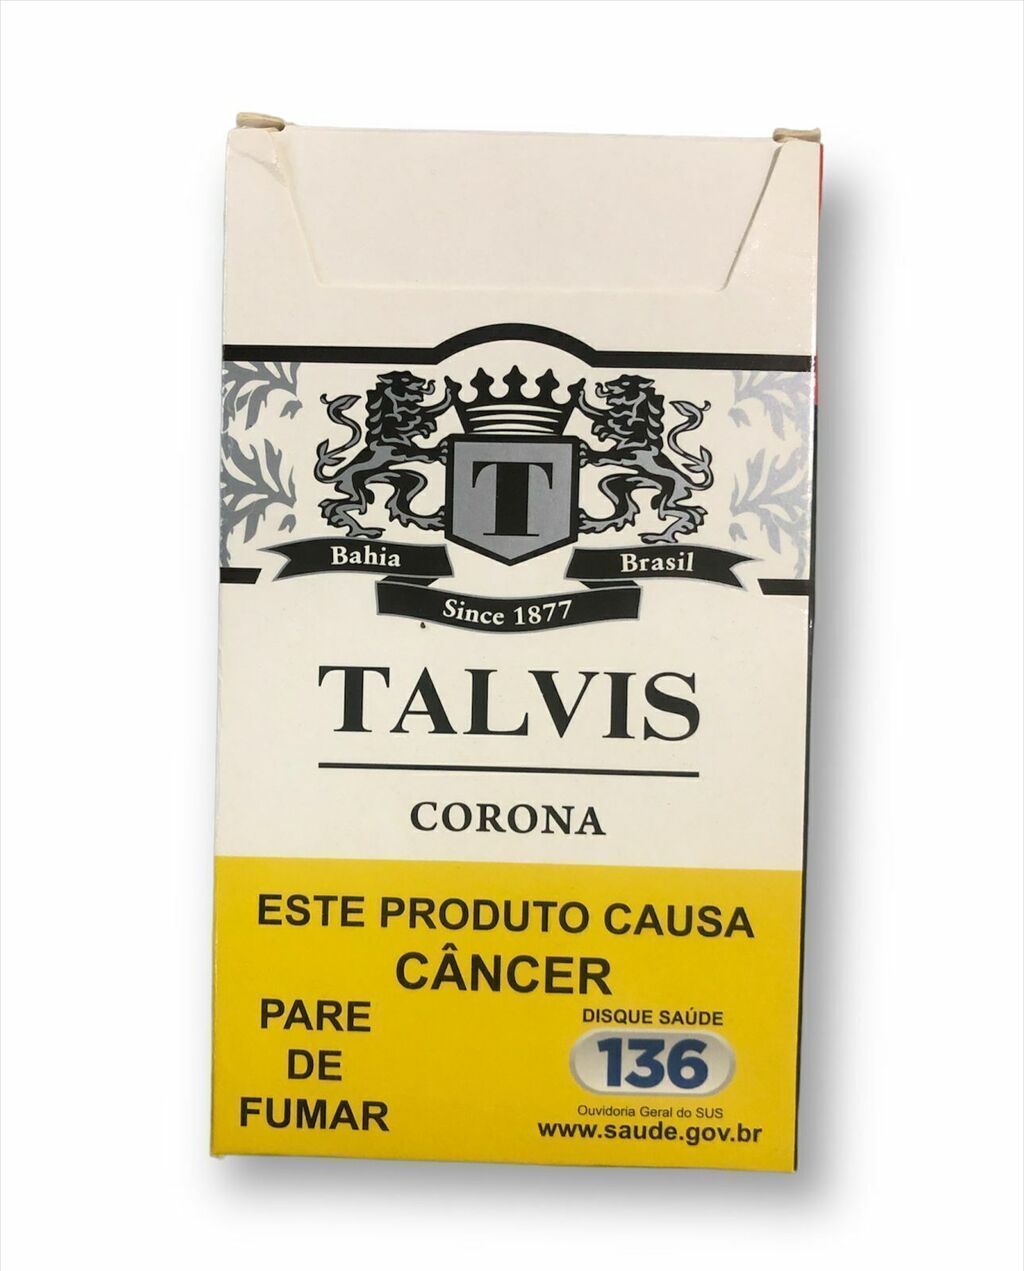 T
Bahia
Brasil
Since 1877
TALVIS
CORONA
ESTE PRODUTO CAUSA
CÂNCER
PARE
DE
FUMAR
DISQUE SAÚDE
136
Ouvidoria Geral do SUS
www.saude.gov.br